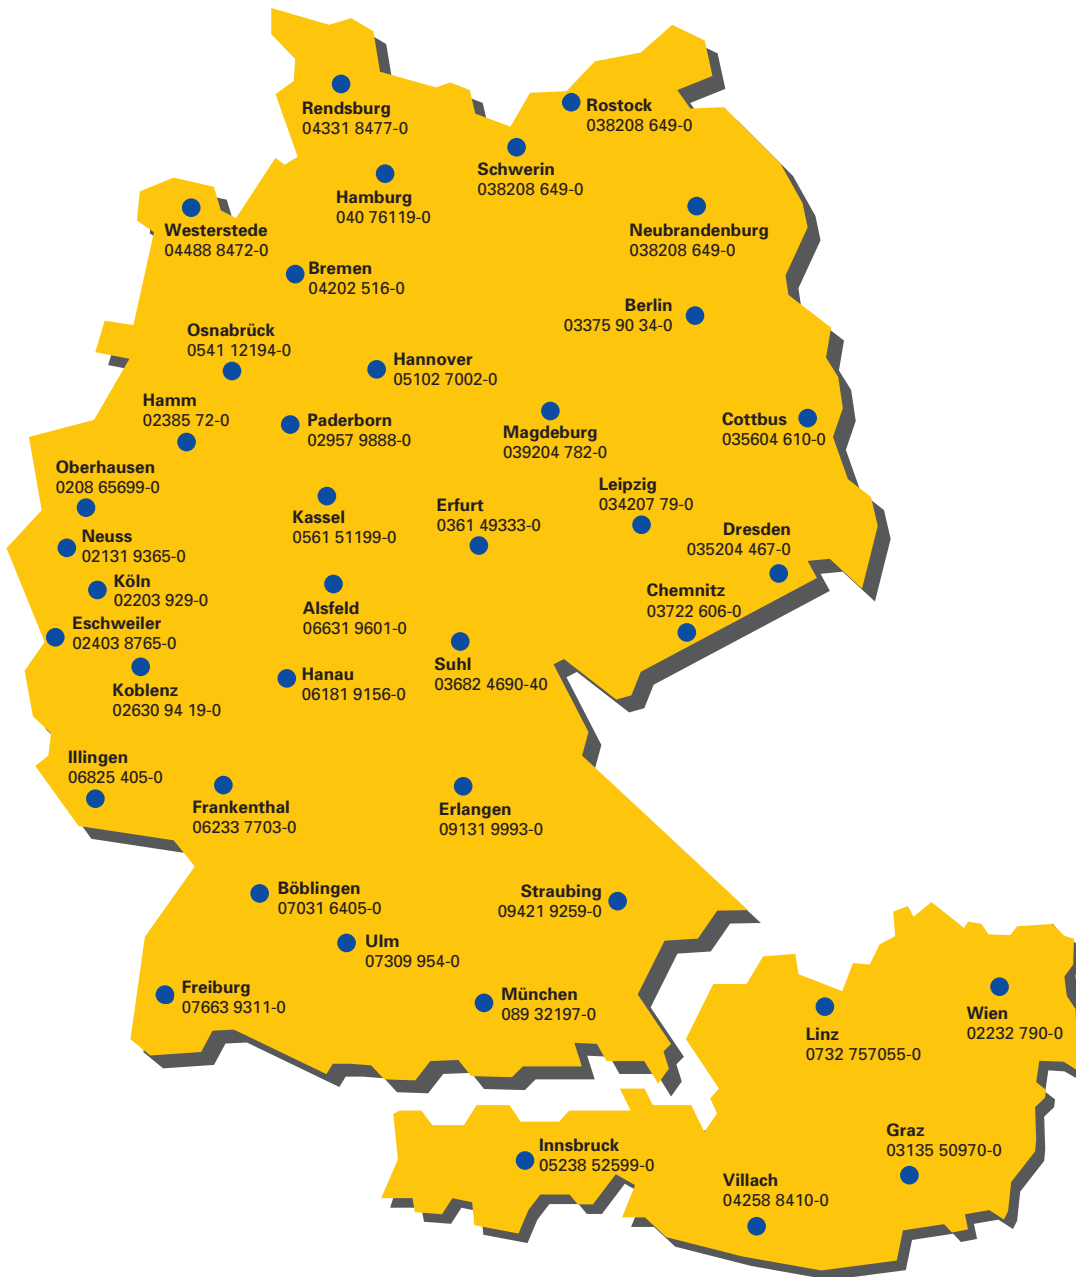 Rendsburg
04331 8477-0
Rostock
038208 649-0
Schwerin
038208 649-0
Hamburg
040 76119-0
Westerstede
04488 8472-0
Neubrandenburg
038208 649-0
Bremen
04202 516-0
Berlin
03375 90 34-0
Osnabrück
0541 12194-0
Hannover
05102 7002-0
Hamm
02385 72-0
Paderborn
02957 9888-0
Magdeburg
039204 782-0
Cottbus
035604 610-0
Oberhausen
0208 65699-0
Kassel
0561 51199-0
Erfurt
0361 49333-0
Leipzig
034207 79-0
Neuss
02131 9365-0
Dresden
035204 467-0
Köln
02203 929-0
Alsfeld
06631 9601-0
Chemnitz
03722 606-0
Eschweiler
02403 8765-0
Suhl
03682 4690-40
Hanau
06181 9156-0
Koblenz
02630 94 19-0
Illingen
06825 405-0
Frankenthal
06233 7703-0
Erlangen
09131 9993-0
Böblingen
07031 6405-0
Straubing
09421 9259-0
Ulm
07309 954-0
Freiburg
07663 9311-0
München
089 32197-0
Linz
0732 757055-0
Wien
02232 790-0
Innsbruck
05238 52599-0
Graz
03135 50970-0
Villach
04258 8410-0